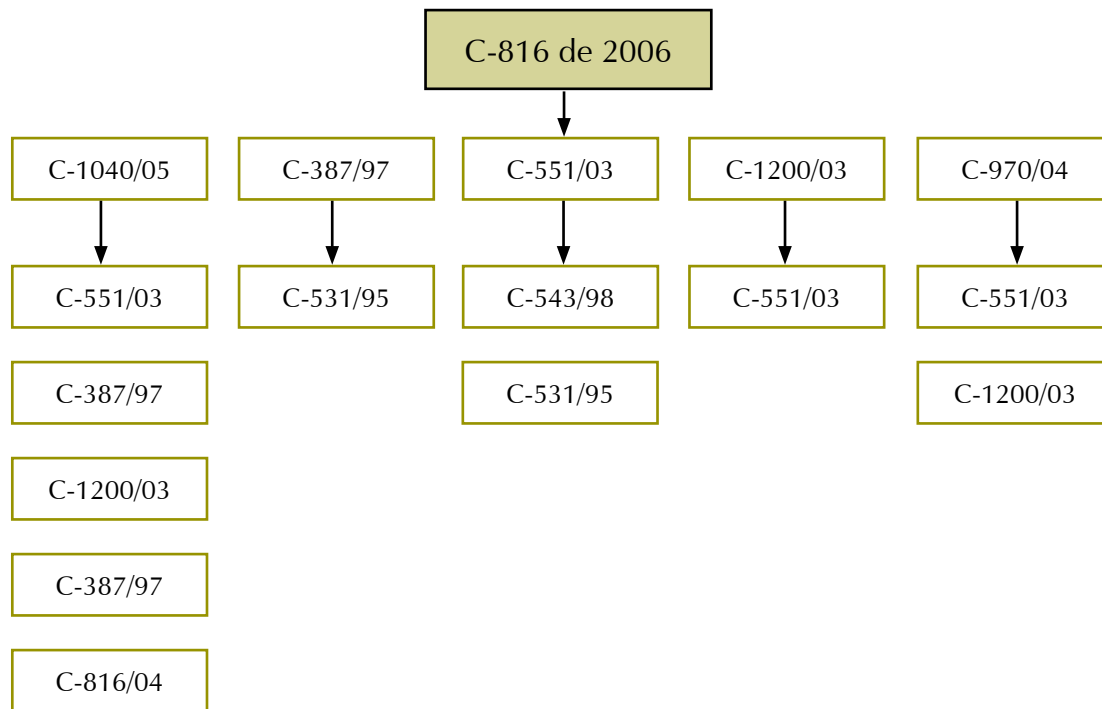 C-816 de 2006
C-1040/05
C-387/97
C-551/03
C-1200/03
C-970/04
C-551/03
C-531/95
C-543/98
C-551/03
C-551/03
C-387/97
C-531/95
C-1200/03
C-1200/03
C-387/97
C-816/04